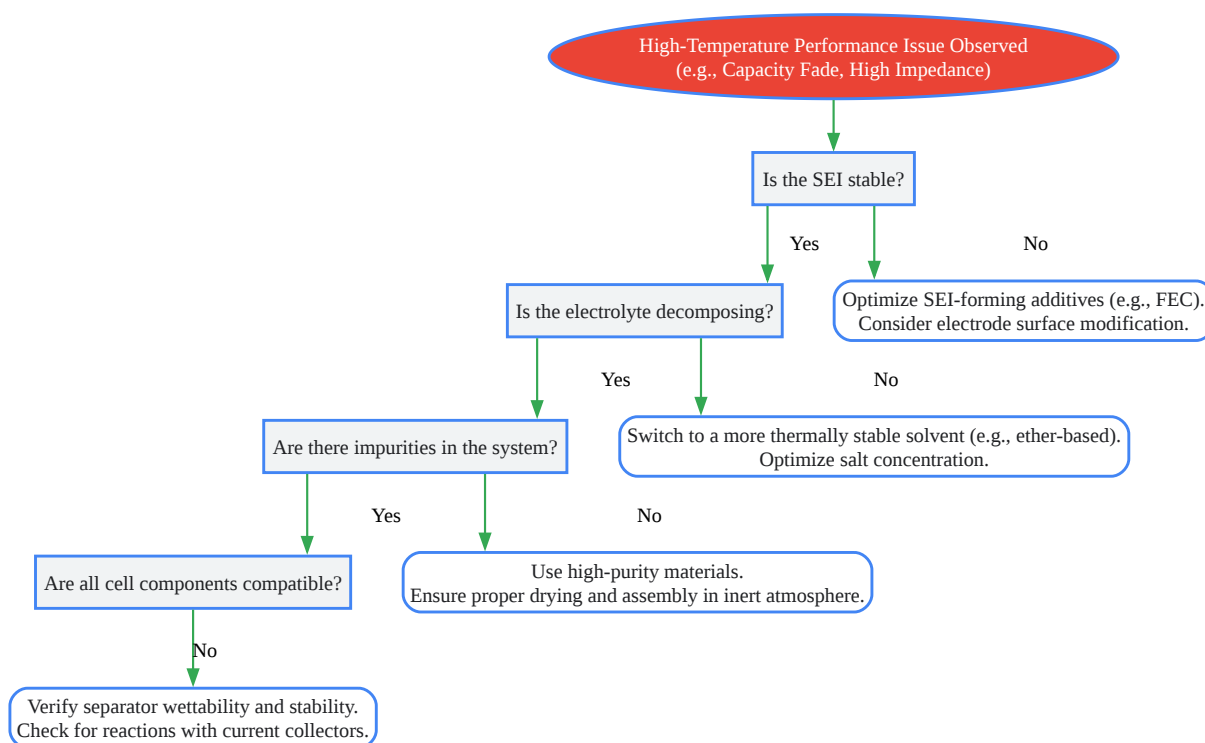 High-Temperature Performance Issue Observed
(e.g., Capacity Fade, High Impedance)
Is the SEI stable?
Yes
No
Optimize SEI-forming additives (e.g., FEC).
Consider electrode surface modification.
Is the electrolyte decomposing?
Yes
No
Switch to a more thermally stable solvent (e.g., ether-based).
Optimize salt concentration.
Are there impurities in the system?
Yes
No
Use high-purity materials.
Ensure proper drying and assembly in inert atmosphere.
Are all cell components compatible?
No
Verify separator wettability and stability.
Check for reactions with current collectors.